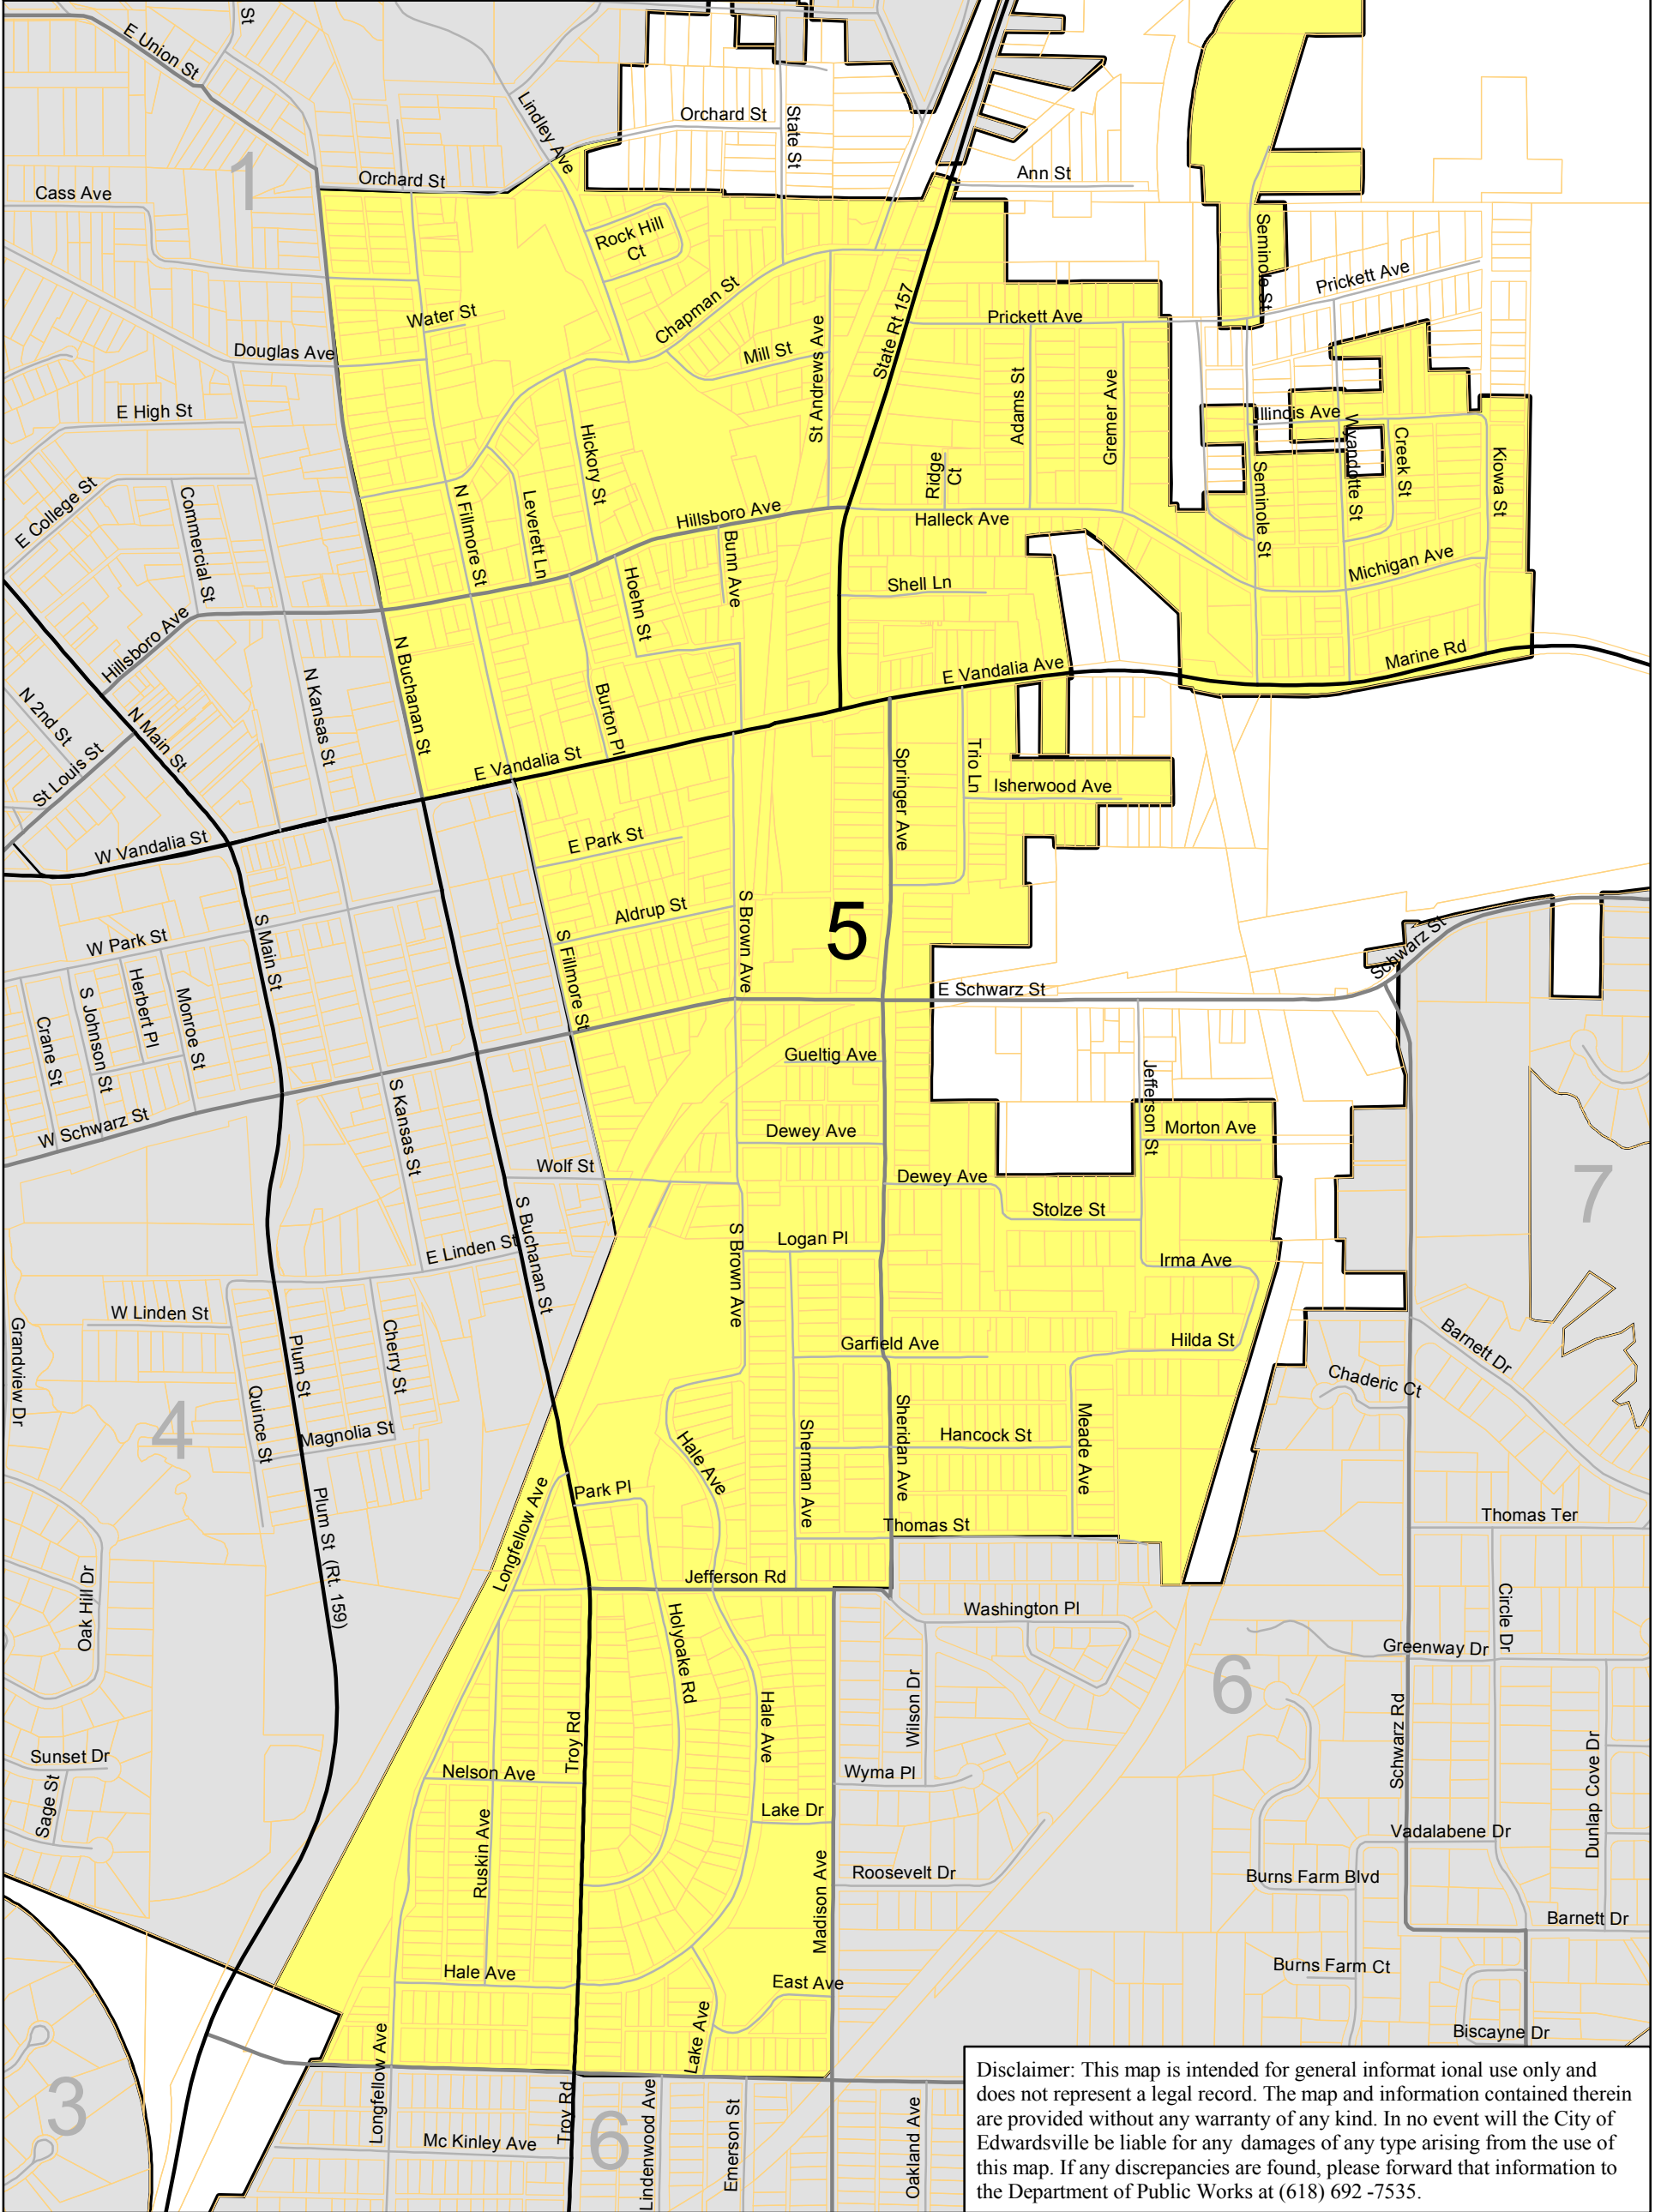 St
E Union St
Lindley Ave
Orchard St
State St
Ann St
1
Cass Ave
Orchard St
Rock Hill
Ct
Seminole St
Prickett Ave
Water St
Chapman St
Mill St
St Andrews Ave
State Rt 157
Prickett Ave
Douglas Ave
E High St
Hickory St
Adams St
Gremer Ave
Illinois Ave
Wyandotte St
Creek St
Kiowa St
E College St
Commercial St
N Fillmore St
Leverett Ln
Hillsboro Ave
Bunn Ave
Ridge
Ct
Halleck Ave
Seminole St
Michigan Ave
Hoehn St
Shell Ln
Hillsboro Ave
N Buchanan St
N Kansas St
E Vandalia Ave
Marine Rd
N 2nd St
N Main St
St Louis St
Burton Pl
E Vandalia St
Springer Ave
Trio Ln
Isherwood Ave
W Vandalia St
E Park St
Aldrup St
S Brown Ave
5
W Park St
S Main St
S Fillmore St
Schwarz St
E Schwarz St
Crane St
S Johnson St
Herbert Pl
Monroe St
Gueltig Ave
Jefferson St
W Schwarz St
S Kansas St
Dewey Ave
Morton Ave
Wolf St
Dewey Ave
7
S Buchanan St
Stolze St
E Linden St
S Brown Ave
Logan Pl
Irma Ave
W Linden St
Grandview Dr
Plum St
Cherry St
Garfield Ave
Hilda St
Barnett Dr
Chaderic Ct
4
Quince St
Magnolia St
Hale Ave
Sherman Ave
Sheridan Ave
Hancock St
Meade Ave
Plum St (Rt. 159)
Longfellow Ave
Park Pl
Thomas St
Thomas Ter
Oak Hill Dr
Jefferson Rd
Washington Pl
Circle Dr
Holyoake Rd
Greenway Dr
Wilson Dr
6
Troy Rd
Hale Ave
Schwarz Rd
Sunset Dr
Sage St
Nelson Ave
Wyma Pl
Dunlap Cove Dr
Ruskin Ave
Lake Dr
Vadalabene Dr
Madison Ave
Roosevelt Dr
Burns Farm Blvd
Barnett Dr
Hale Ave
East Ave
Burns Farm Ct
Lake Ave
Biscayne Dr
3
Longfellow Ave
Mc Kinley Ave
Troy Rd
6
Lindenwood Ave
Emerson St
Oakland Ave
Disclaimer: This map is intended for general informat ional use only and
does not represent a legal record. The map and information contained therein
are provided without any warranty of any kind. In no event will the City of
Edwardsville be liable for any damages of any type arising from the use of
this map. If any discrepancies are found, please forward that information to
the Department of Public Works at (618) 692 -7535.